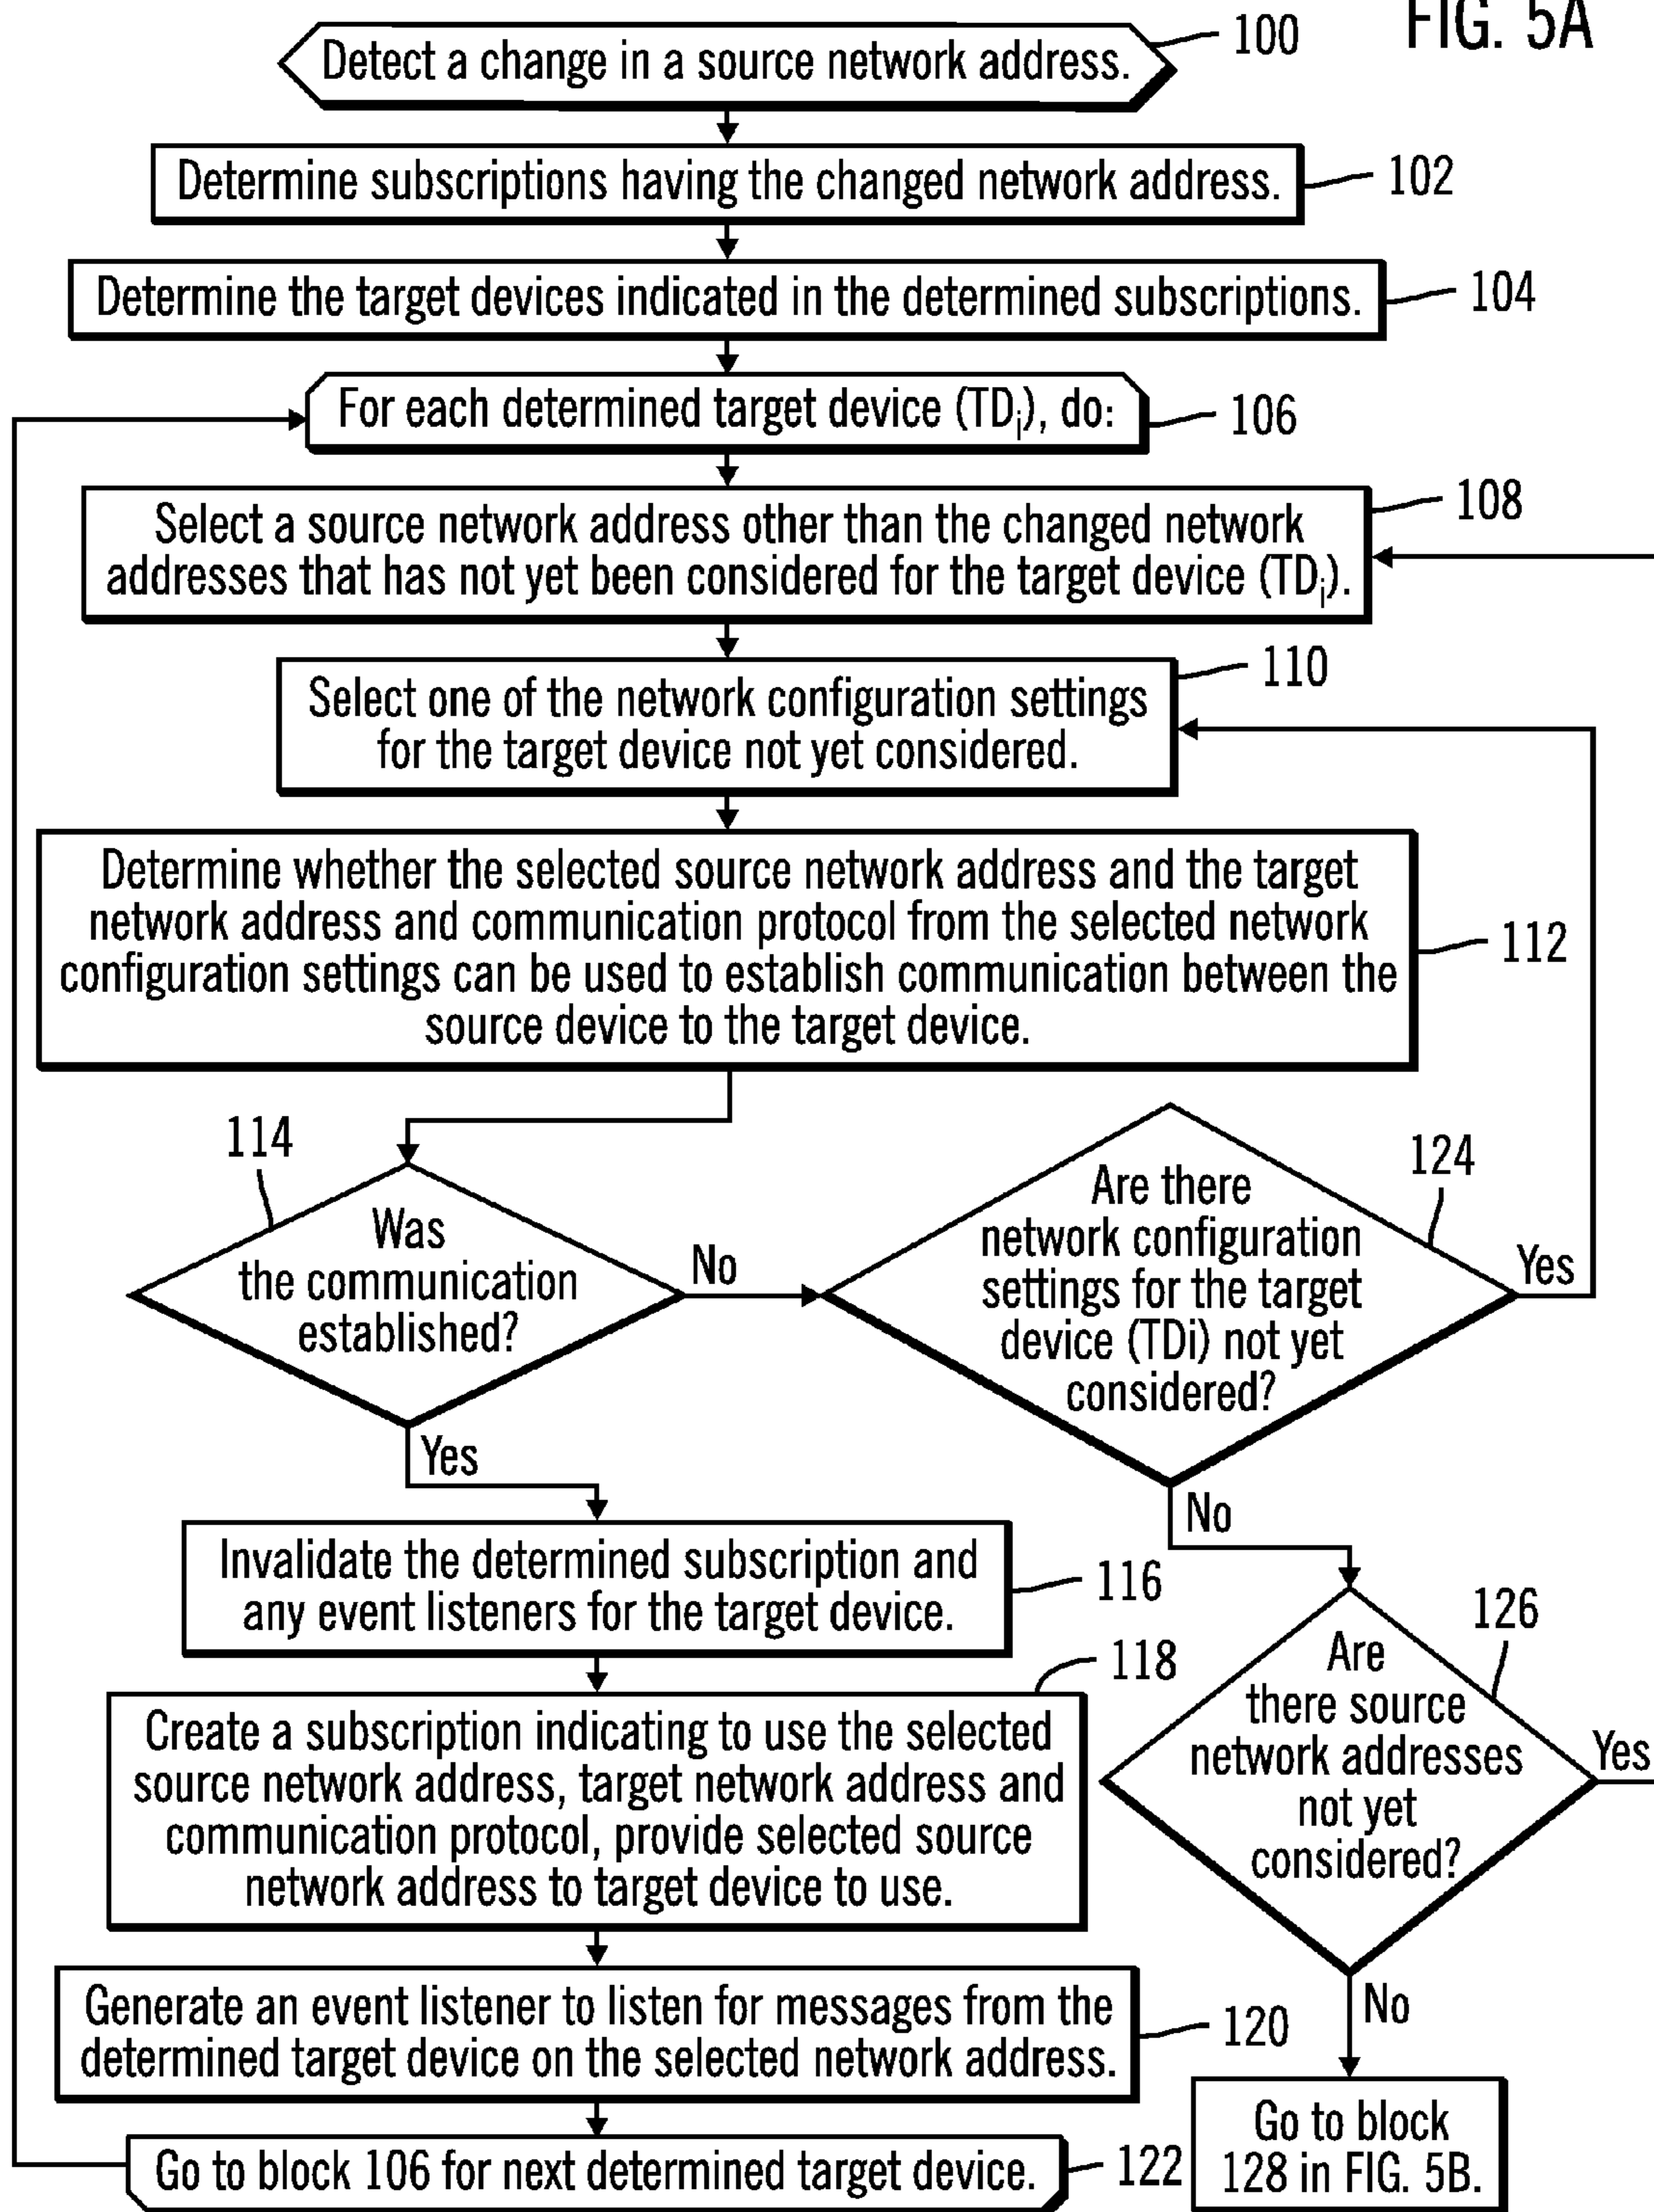 FIG. 5A
Detect a change in a source network address.
100
Determine subscriptions having the changed network address.
102
Determine the target devices indicated in the determined subscriptions.
104
For each determined target device (TDi), do:
106
108
Select a source network address other than the changed network
addresses that has not yet been considered for the target device (TDi).
110
Select one of the network configuration settings
for the target device not yet considered.
Determine whether the selected source network address and the target
network address and communication protocol from the selected network
configuration settings can be used to establish communication between the
source device to the target device.
112
114
Was
the communication
established?
No
Yes
124
Are there
network configuration
settings for the target
device (TDi) not yet
considered?
Yes
No
Invalidate the determined subscription and
any event listeners for the target device.
116
118
Create a subscription indicating to use the selected
source network address, target network address and
communication protocol, provide selected source
network address to target device to use.
126
Are
there source
network addresses
not yet
considered?
Yes
No
Generate an event listener to listen for messages from the
determined target device on the selected network address.
120
Go to block 106 for next determined target device.
122
Go to block
128 in FIG. 5B.